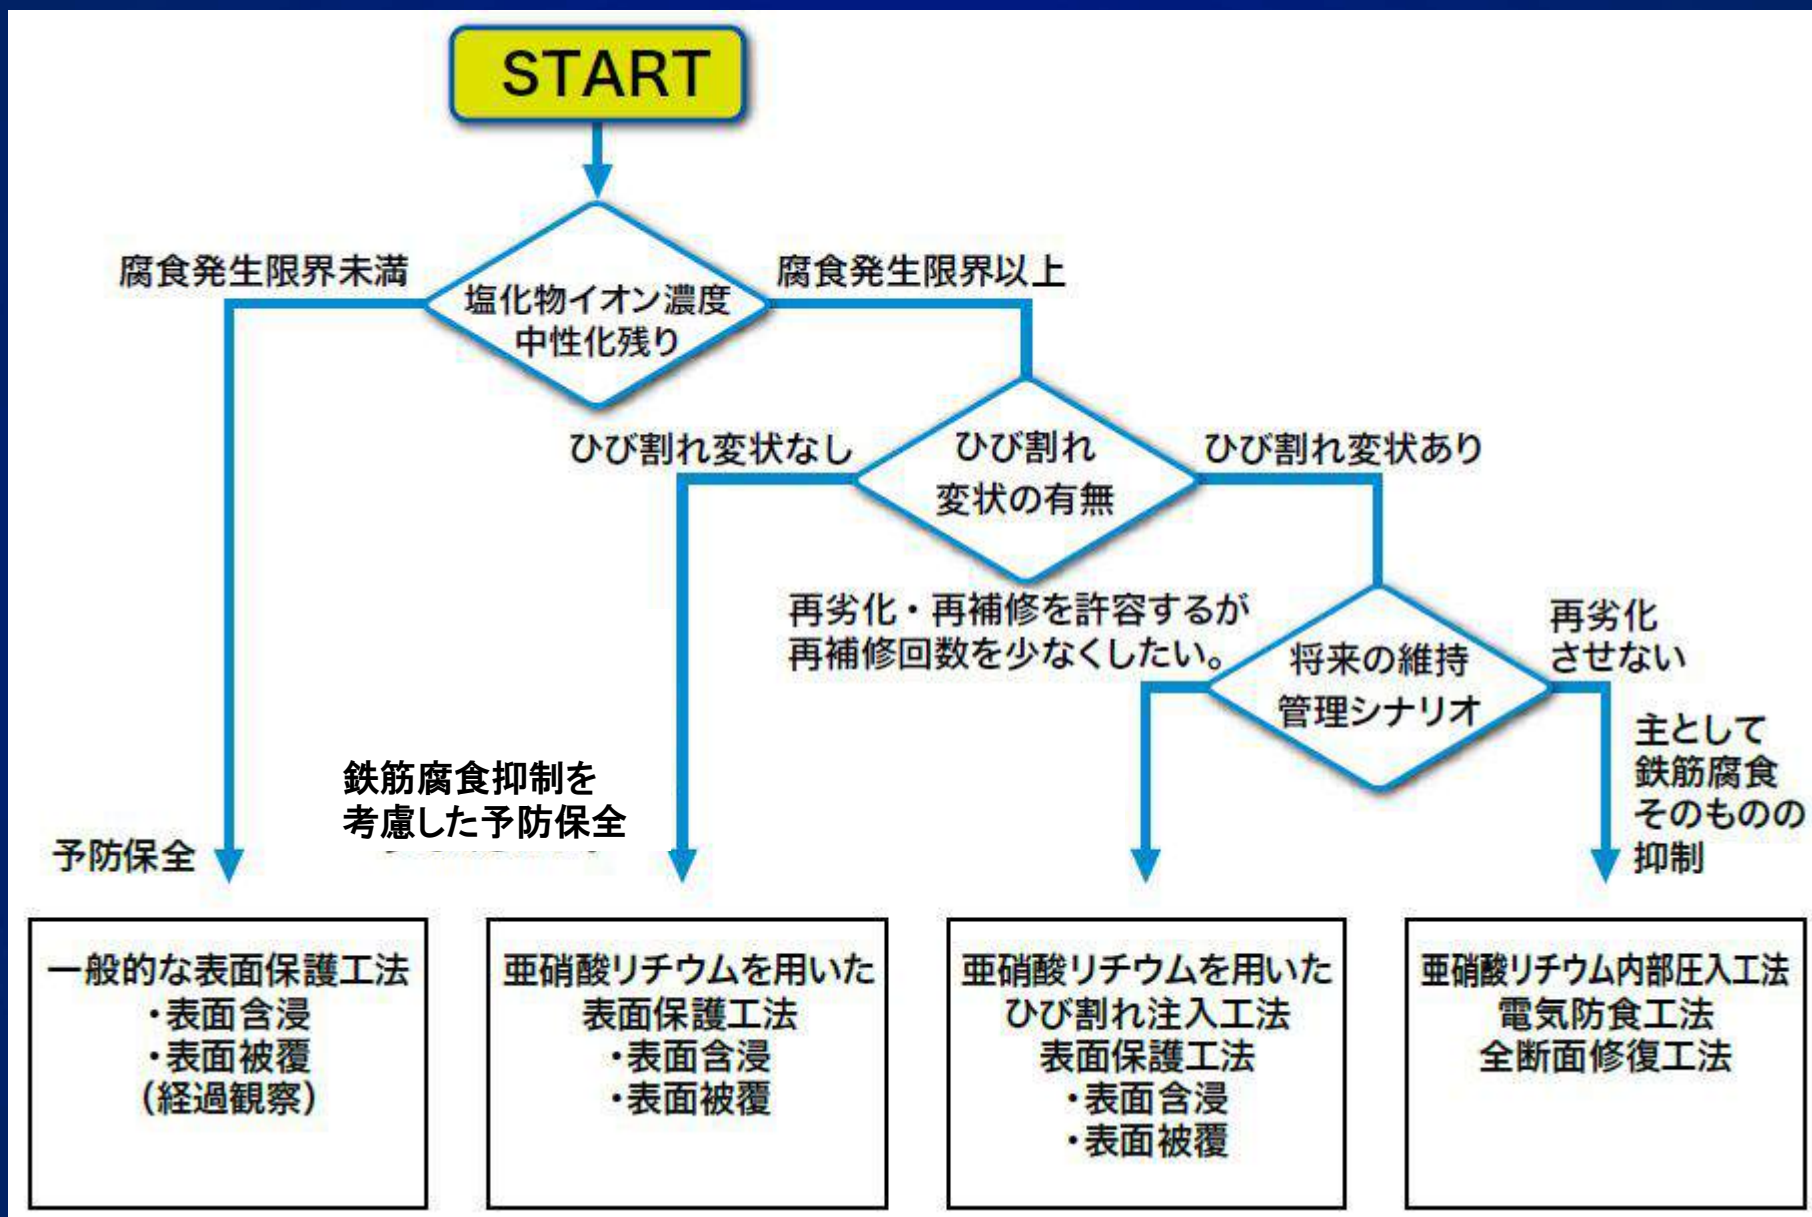 START
腐食発生限界未満
腐食発生限界以上
塩化物イオン濃度
中性化残り
ひび割れ変状なし
ひび割れ変状あり
ひび割れ
変状の有無
再劣化・再補修を許容するが
再補修回数を少なくしたい。
再劣化
させない
将来の維持
管理シナリオ
主として
鉄筋腐食
そのものの
抑制
鉄筋腐食抑制を
考慮した予防保全
予防保全
一般的な表面保護工法
・表面含浸
・表面被覆
(経過観察)
亜硝酸リチウムを用いた
表面保護工法
・表面含浸
・表面被覆
亜硝酸リチウムを用いた
ひび割れ注入工法
表面保護工法
・表面含浸
・表面被覆
亜硝酸リチウム内部圧入工法
電気防食工法
全断面修復工法